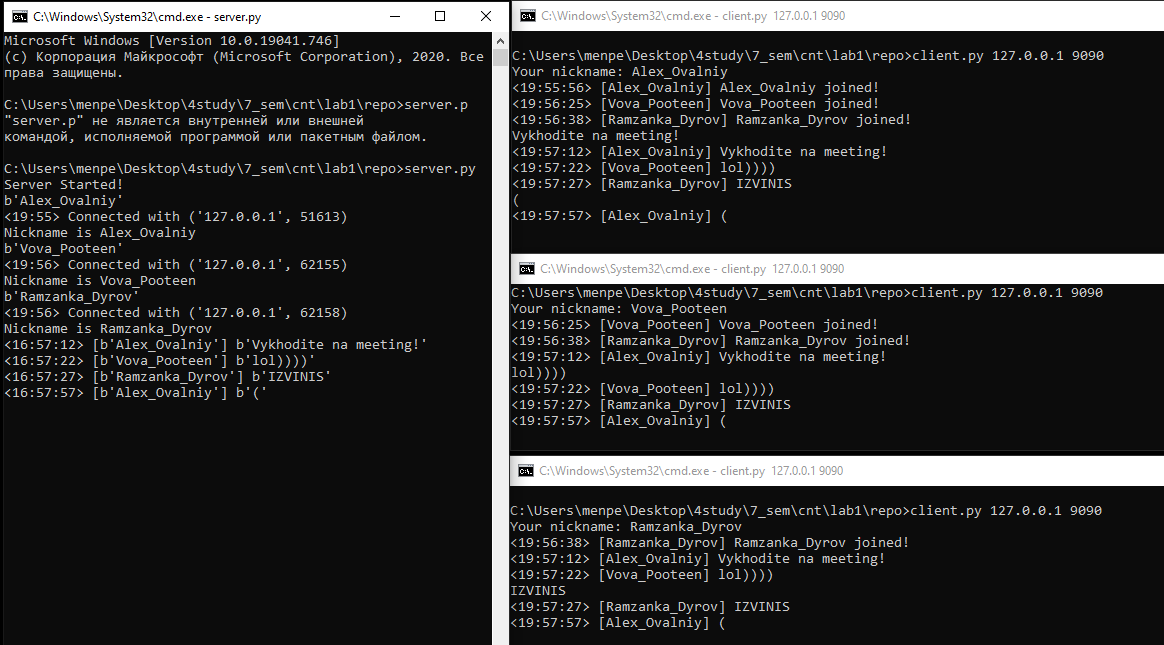 C:\Windows\System32\cmd.exe - server.py
Microsoft Windows [Version 10.0.19041.746]
(c) Корпорация Майкрософт (Microsoft Corporation), 2020. Все
права защищены.
C:\Users\menpe\Desktop\4study\7_sem\cnt\lab1\repo>server.p
"server.p" не является внутренней или внешней
командой, исполняемой программой или пакетным файлом.
C:\Users\menpe\Desktop\4study\7_sem\cnt\lab1\repo>server.py
Server Started!
b'Alex_Ovalniy'
<19:55> Connected with ('127.0.0.1', 51613)
Nickname is Alex_Ovalniy
b'Vova_Pooteen'
<19:56> Connected with ('127.0.0.1', 62155)
Nickname is Vova_Pooteen
b'Ramzanka_Dyrov'
<19:56> Connected with ('127.0.0.1', 62158)
Nickname is Ramzanka_Dyrov
<16:57:12> [b'Alex_Ovalniy'] b'Vykhodite na meeting!'
<16:57:22> [b'Vova_Pooteen'] b'lol))))'
<16:57:27> [b'Ramzanka_Dyrov'] b'IZVINIS'
<16:57:57> [b'Alex_Ovalniy'] b'('
C:\Windows\System32\cmd.exe - client.py 127.0.0.1 9090
C:\Users\menpe\Desktop\4study\7_sem\cnt\lab1\repo>client.py 127.0.0.1 9090
Your nickname: Alex_Ovalniy
<19:55:56> [Alex_Ovalniy] Alex_Ovalniy joined!
<19:56:25> [Vova_Pooteen] Vova_Pooteen joined!
<19:56:38> [Ramzanka_Dyrov] Ramzanka_Dyrov joined!
Vykhodite na meeting!
<19:57:12> [Alex_Ovalniy] Vykhodite na meeting!
<19:57:22> [Vova_Pooteen] lol))))
<19:57:27> [Ramzanka_Dyrov] IZVINIS
(
<19:57:57> [Alex_Ovalniy] (
C:\Windows\System32\cmd.exe - client.py 127.0.0.1 9090
C:\Users\menpe\Desktop\4study\7_sem\cnt\lab1\repo>client.py 127.0.0.1 9090
Your nickname: Vova_Pooteen
<19:56:25> [Vova_Pooteen] Vova_Pooteen joined!
<19:56:38> [Ramzanka_Dyrov] Ramzanka_Dyrov joined!
<19:57:12> [Alex_Ovalniy] Vykhodite na meeting!
lol))))
<19:57:22> [Vova_Pooteen] lol))))
<19:57:27> [Ramzanka_Dyrov] IZVINIS
<19:57:57> [Alex_Ovalniy] (
C:\Windows\System32\cmd.exe - client.py 127.0.0.1 9090
C:\Users\menpe\Desktop\4study\7_sem\cnt\lab1\repo>client.py 127.0.0.1 9090
Your nickname: Ramzanka_Dyrov
<19:56:38> [Ramzanka_Dyrov] Ramzanka_Dyrov joined!
<19:57:12> [Alex_Ovalniy] Vykhodite na meeting!
<19:57:22> [Vova_Pooteen] lol))))
IZVINIS
<19:57:27> [Ramzanka_Dyrov] IZVINIS
<19:57:57> [Alex_Ovalniy] (